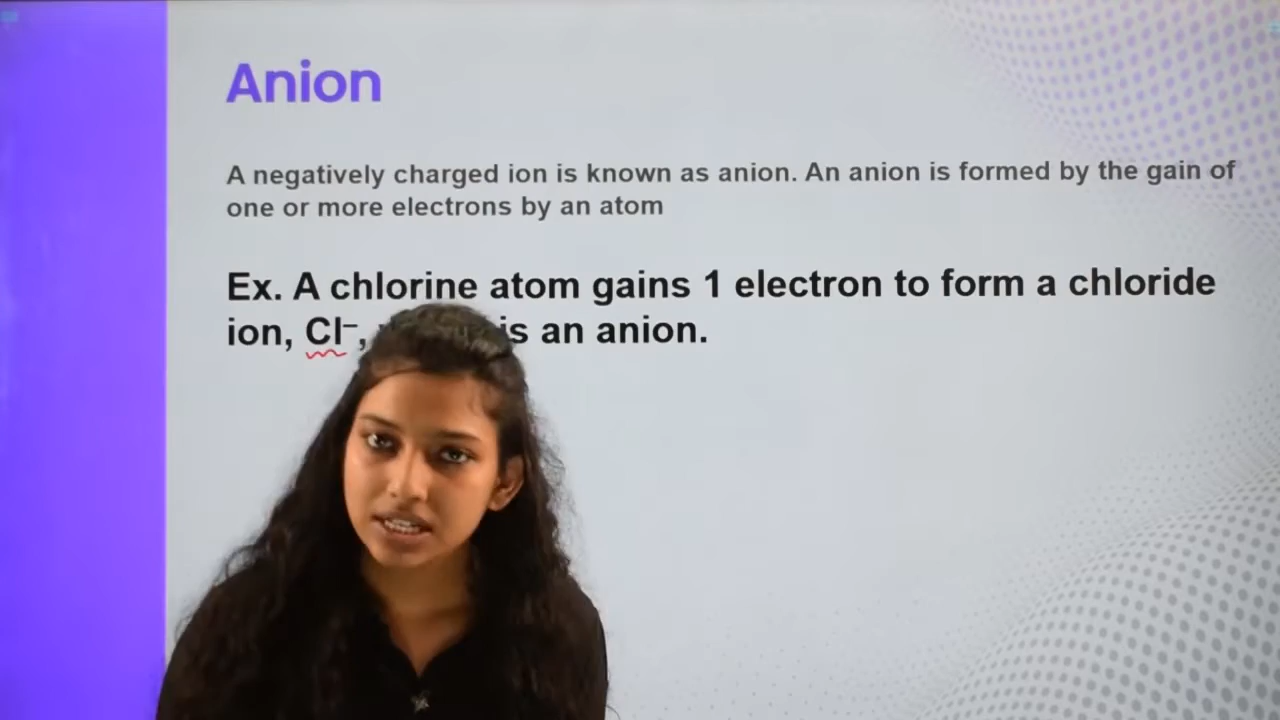 Anion
A negatively charged ion is known as anion. An anion is formed by the gain of
one or more electrons by an atom
Ex. A chlorine atom gains 1 electron to form a chloride
ion, Cl⁻, is an anion.